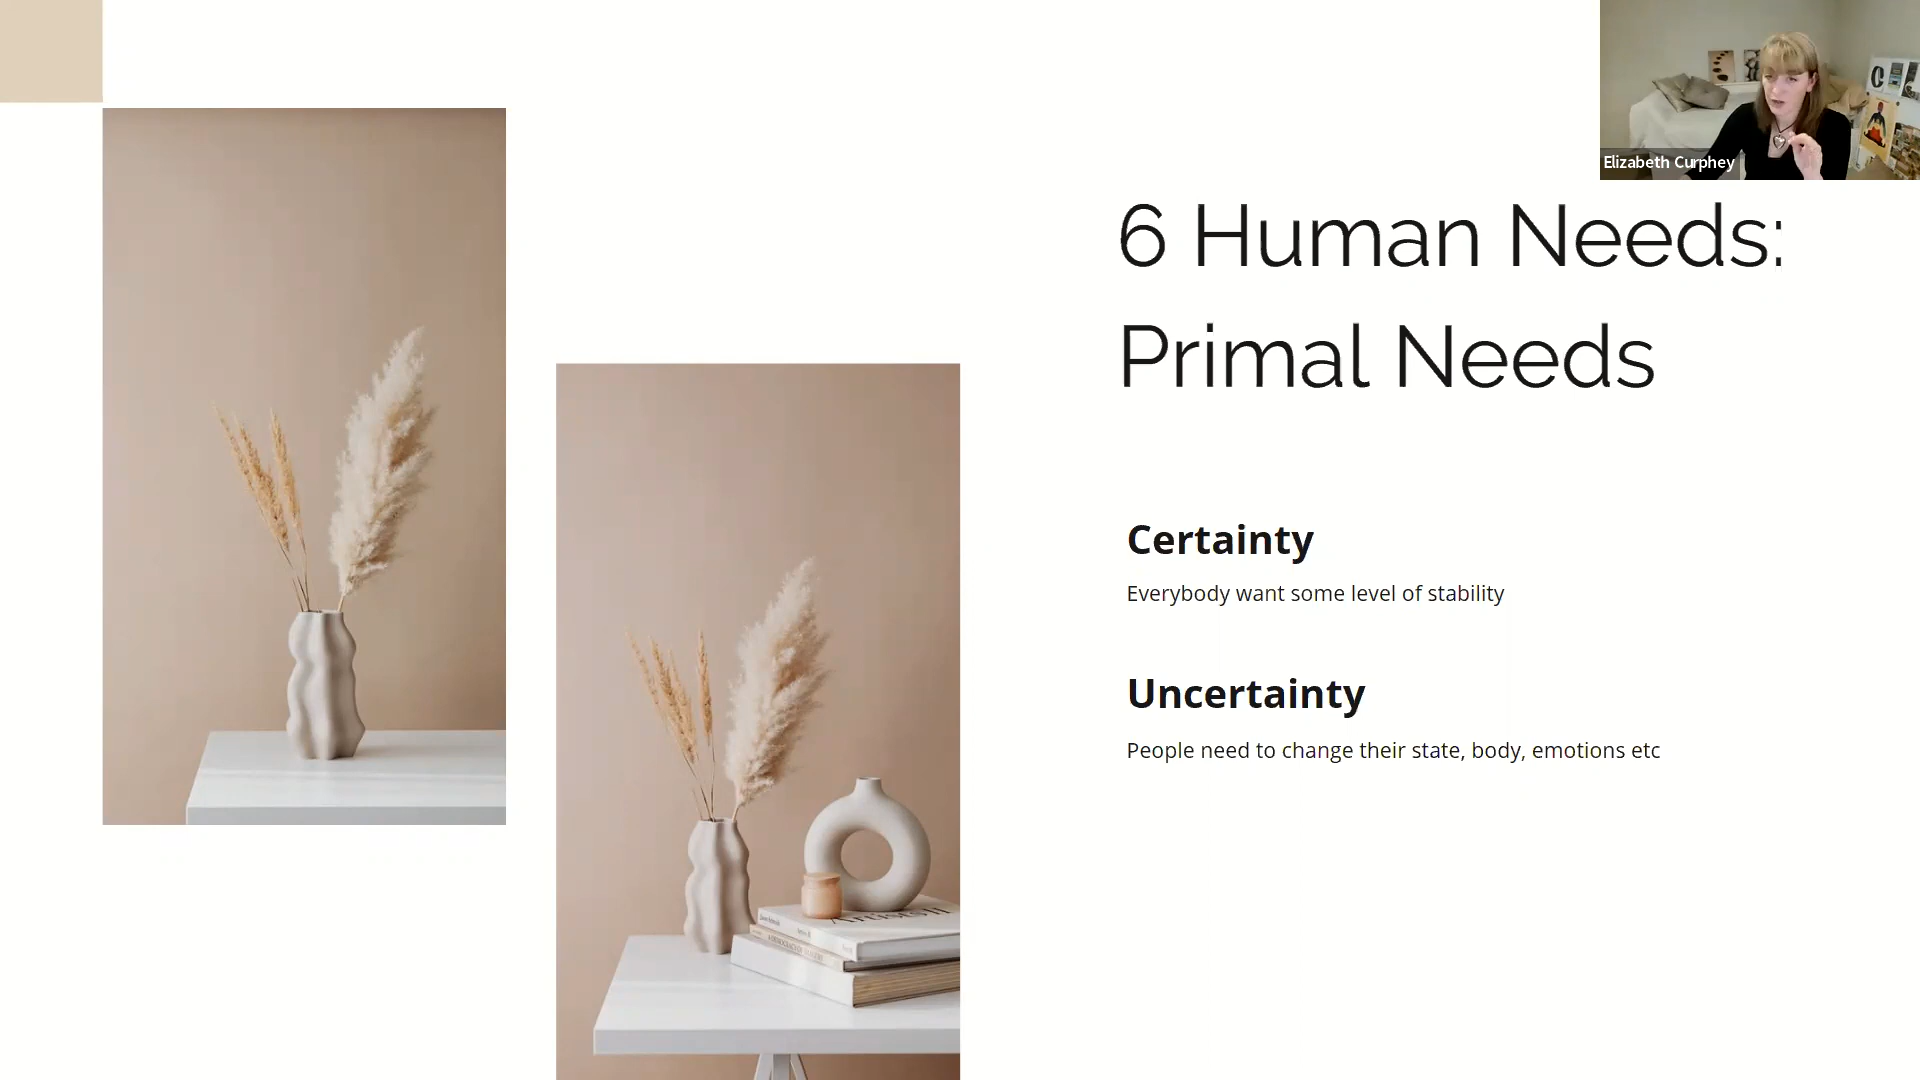 Elizabeth Curphey
6 Human Needs:
Primal Needs
Certainty
Everybody want some level of stability
Uncertainty
People need to change their state, body, emotions etc